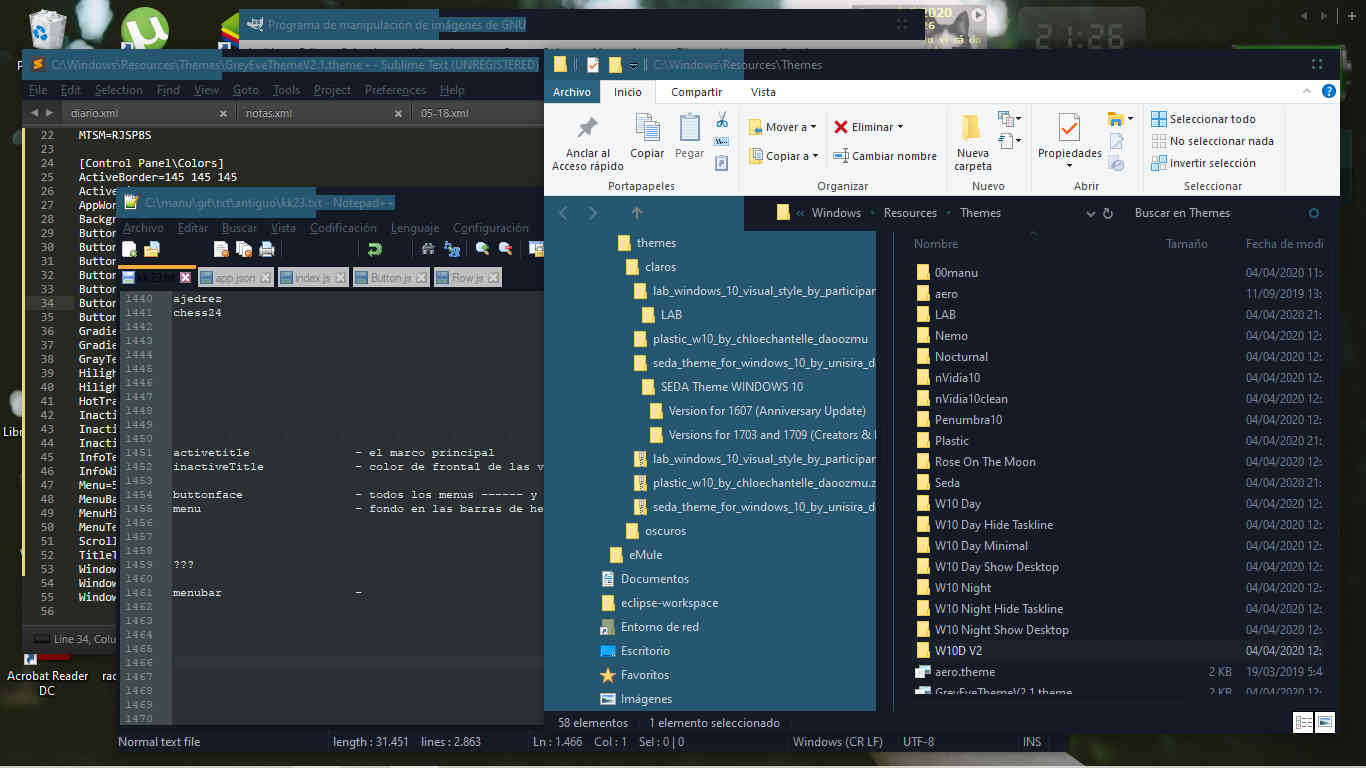 Programa de manipulación de imágenes de GNU
2020
26
21:26
C:\Windows\Resources\Themes\GreyEveThemeV2.1.theme • - Sublime Text (UNREGISTERED)
File Edit Selection Find View Goto Tools Project Preferences Help
diario.xml × notas.xml × 05-18.xml
22 MTSM=RJSPBS
23
24 [Control Panel\Colors]
25 ActiveBorder=145 145 145
26 Active
27 AppWor
28 Backgr
29 Button
30 Button
31 Button
32 Button
33 Button
34 Button
35 Button
36 Gradie
37 Gradie
38 GrayTe
39 Hiligh
40 Hiligh
41 HotTra
42 Inacti
43 Inacti
44 Inacti
45 InfoTe
46 InfoWi
47 Menu=5
48 MenuBa
49 MenuHi
50 MenuTe
51 Scroll
52 TitleT
53 Window
54 Window
55 Window
56
Line 34, Colu
Acrobat Reader
DC
C:\manu\gif\txt\antiguo\kk23.txt - Notepad++
Archivo Editar Buscar Vista Codificación Lenguaje Configuración
kk23.txt app.json index.js Button.js Row.js
1440 ajedrez
1441 chess24
1442
1443
1444
1445
1446
1447
1448
1449
1450
1451 activetitle - el marco principal
1452 inactiveTitle - color de frontal de las v
1453
1454 buttonface - todos los menus ------ y
1455 menu - fondo en las barras de he
1456
1457
1458
1459 ???
1460
1461 menubar -
1462
1463
1464
1465
1466
1467
1468
1469
1470
Normal text file length : 31.451 lines : 2.863 Ln : 1.466 Col : 1 Sel : 0 | 0 Windows (CR LF) UTF-8 INS
C:\Windows\Resources\Themes
Archivo Inicio Compartir Vista
Anclar al
Acceso rápido
Copiar
Pegar
Portapapeles
Mover a
Copiar a
Eliminar
Cambiar nombre
Organizar
Nueva
carpeta
Nuevo
Propiedades
Abrir
Seleccionar todo
No seleccionar nada
Invertir selección
Seleccionar
« Windows Resources Themes
Buscar en Themes
themes
claros
lab_windows_10_visual_style_by_participar
LAB
plastic_w10_by_chloechantelle_daoozmu
seda_theme_for_windows_10_by_unisira_d
SEDA Theme WINDOWS 10
Version for 1607 (Anniversary Update)
Versions for 1703 and 1709 (Creators &
lab_windows_10_visual_style_by_participar
plastic_w10_by_chloechantelle_daoozmu.z
seda_theme_for_windows_10_by_unisira_d
oscuros
eMule
Documentos
eclipse-workspace
Entorno de red
Escritorio
Favoritos
Imágenes
Nombre Tamaño Fecha de modi
00manu 04/04/2020 11:
aero 11/09/2019 13:
LAB 04/04/2020 21:
Nemo 04/04/2020 12:
Nocturnal 04/04/2020 12:
nVidia10 04/04/2020 12:
nVidia10clean 04/04/2020 12:
Penumbra10 04/04/2020 12:
Plastic 04/04/2020 21:
Rose On The Moon 04/04/2020 12:
Seda 04/04/2020 21:
W10 Day 04/04/2020 12:
W10 Day Hide Taskline 04/04/2020 12:
W10 Day Minimal 04/04/2020 12:
W10 Day Show Desktop 04/04/2020 12:
W10 Night 04/04/2020 12:
W10 Night Hide Taskline 04/04/2020 12:
W10 Night Show Desktop 04/04/2020 12:
W10D V2 04/04/2020 12:
aero.theme 2 KB 19/03/2019 5:4
GreyEveThemeV2.1.theme 2 KB 04/04/2020 12:
58 elementos 1 elemento seleccionado